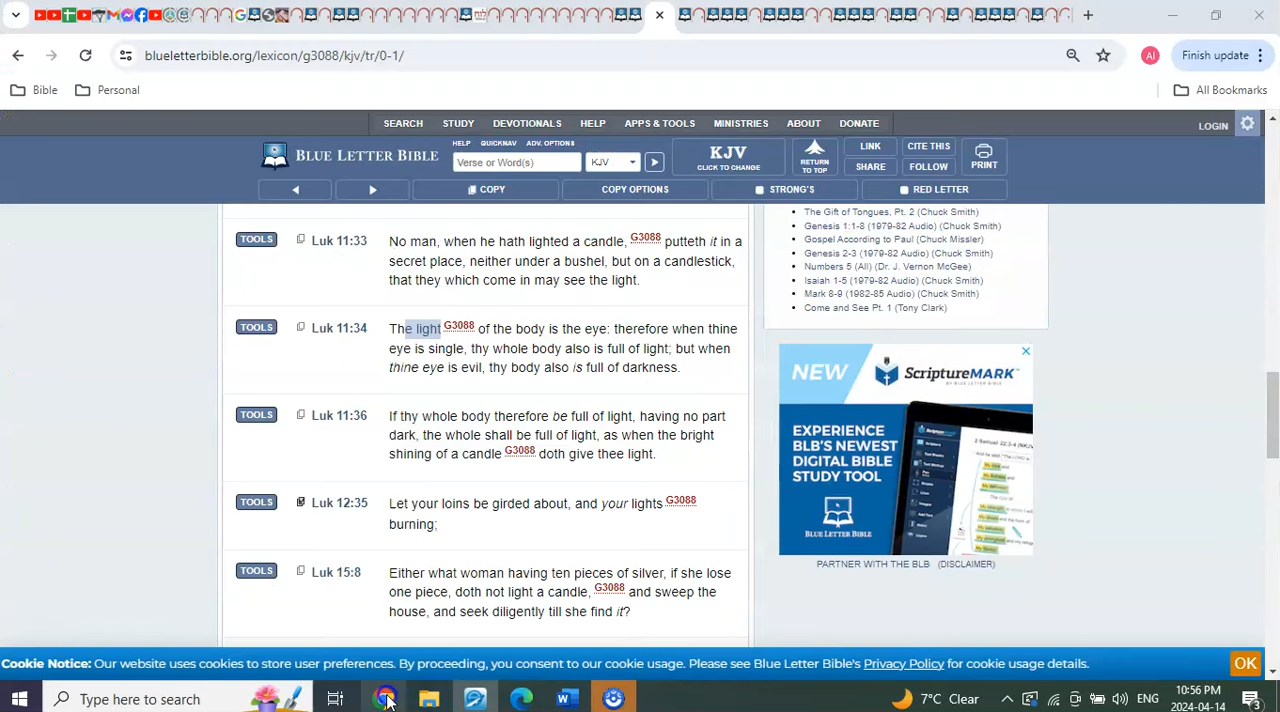 blueletterbible.org/lexicon/g3088/kjv/tr/0-1/
AI
Finish update
Bible
Personal
All Bookmarks
SEARCH STUDY DEVOTIONALS HELP APPS & TOOLS MINISTRIES ABOUT DONATE
LOGIN
BLUE LETTER BIBLE
HELP QUICKNAV ADV. OPTIONS
Verse or Word(s)
KJV
KJV
CLICK TO CHANGE
RETURN
TO TOP
LINK
CITE THIS
SHARE
FOLLOW
PRINT
COPY
COPY OPTIONS
STRONG'S
RED LETTER
TOOLS
Luk 11:33
No man, when he hath lighted a candle, G3088 putteth it in a
secret place, neither under a bushel, but on a candlestick,
that they which come in may see the light.
TOOLS
Luk 11:34
The light G3088 of the body is the eye: therefore when thine
eye is single, thy whole body also is full of light; but when
thine eye is evil, thy body also is full of darkness.
TOOLS
Luk 11:36
If thy whole body therefore be full of light, having no part
dark, the whole shall be full of light, as when the bright
shining of a candle G3088 doth give thee light.
TOOLS
Luk 12:35
Let your loins be girded about, and your lights G3088
burning;
TOOLS
Luk 15:8
Either what woman having ten pieces of silver, if she lose
one piece, doth not light a candle, G3088 and sweep the
house, and seek diligently till she find it?
The Gift of Tongues, Pt. 2 (Chuck Smith)
Genesis 1:1-8 (1979-82 Audio) (Chuck Smith)
Gospel According to Paul (Chuck Missler)
Genesis 2-3 (1979-82 Audio) (Chuck Smith)
Numbers 5 (All) (Dr. J. Vernon McGee)
Isaiah 1-5 (1979-82 Audio) (Chuck Smith)
Mark 8-9 (1982-85 Audio) (Chuck Smith)
Come and See Pt. 1 (Tony Clark)
NEW
ScriptureMARK
BY BLUE LETTER BIBLE
EXPERIENCE
BLB'S NEWEST
DIGITAL BIBLE
STUDY TOOL
BLUE LETTER BIBLE
PARTNER WITH THE BLB (DISCLAIMER)
Cookie Notice: Our website uses cookies to store user preferences. By proceeding, you consent to our cookie usage. Please see Blue Letter Bible's Privacy Policy for cookie usage details.
OK
Type here to search
7°C Clear
ENG
10:56 PM
2024-04-14
3